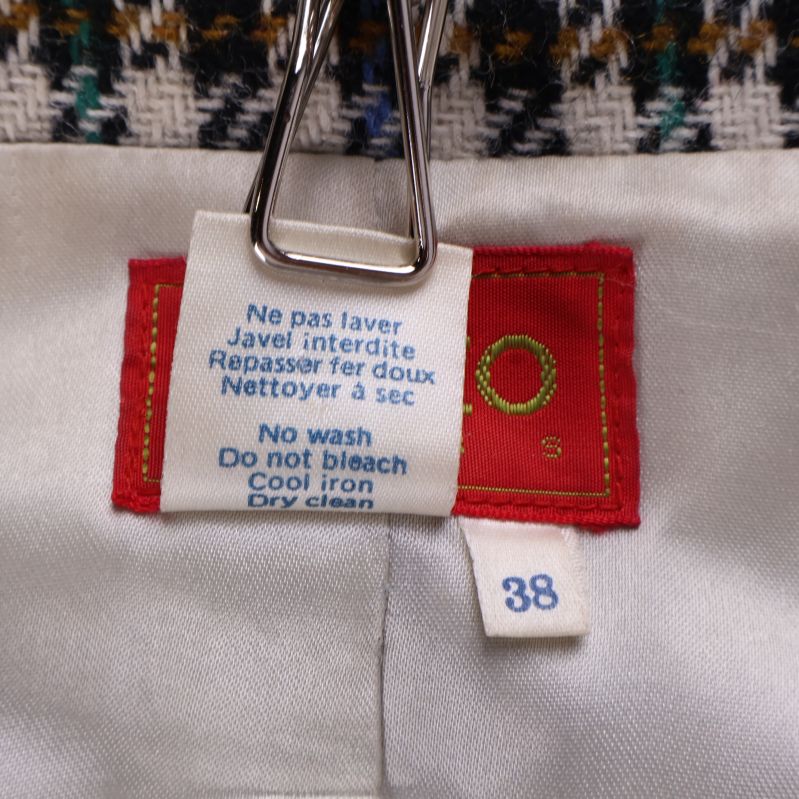 Ne pas laver
Javel interdite
Repasser fer doux
Nettoyer à sec
No wash
Do not bleach
Cool iron
Dry clean
O
S
38